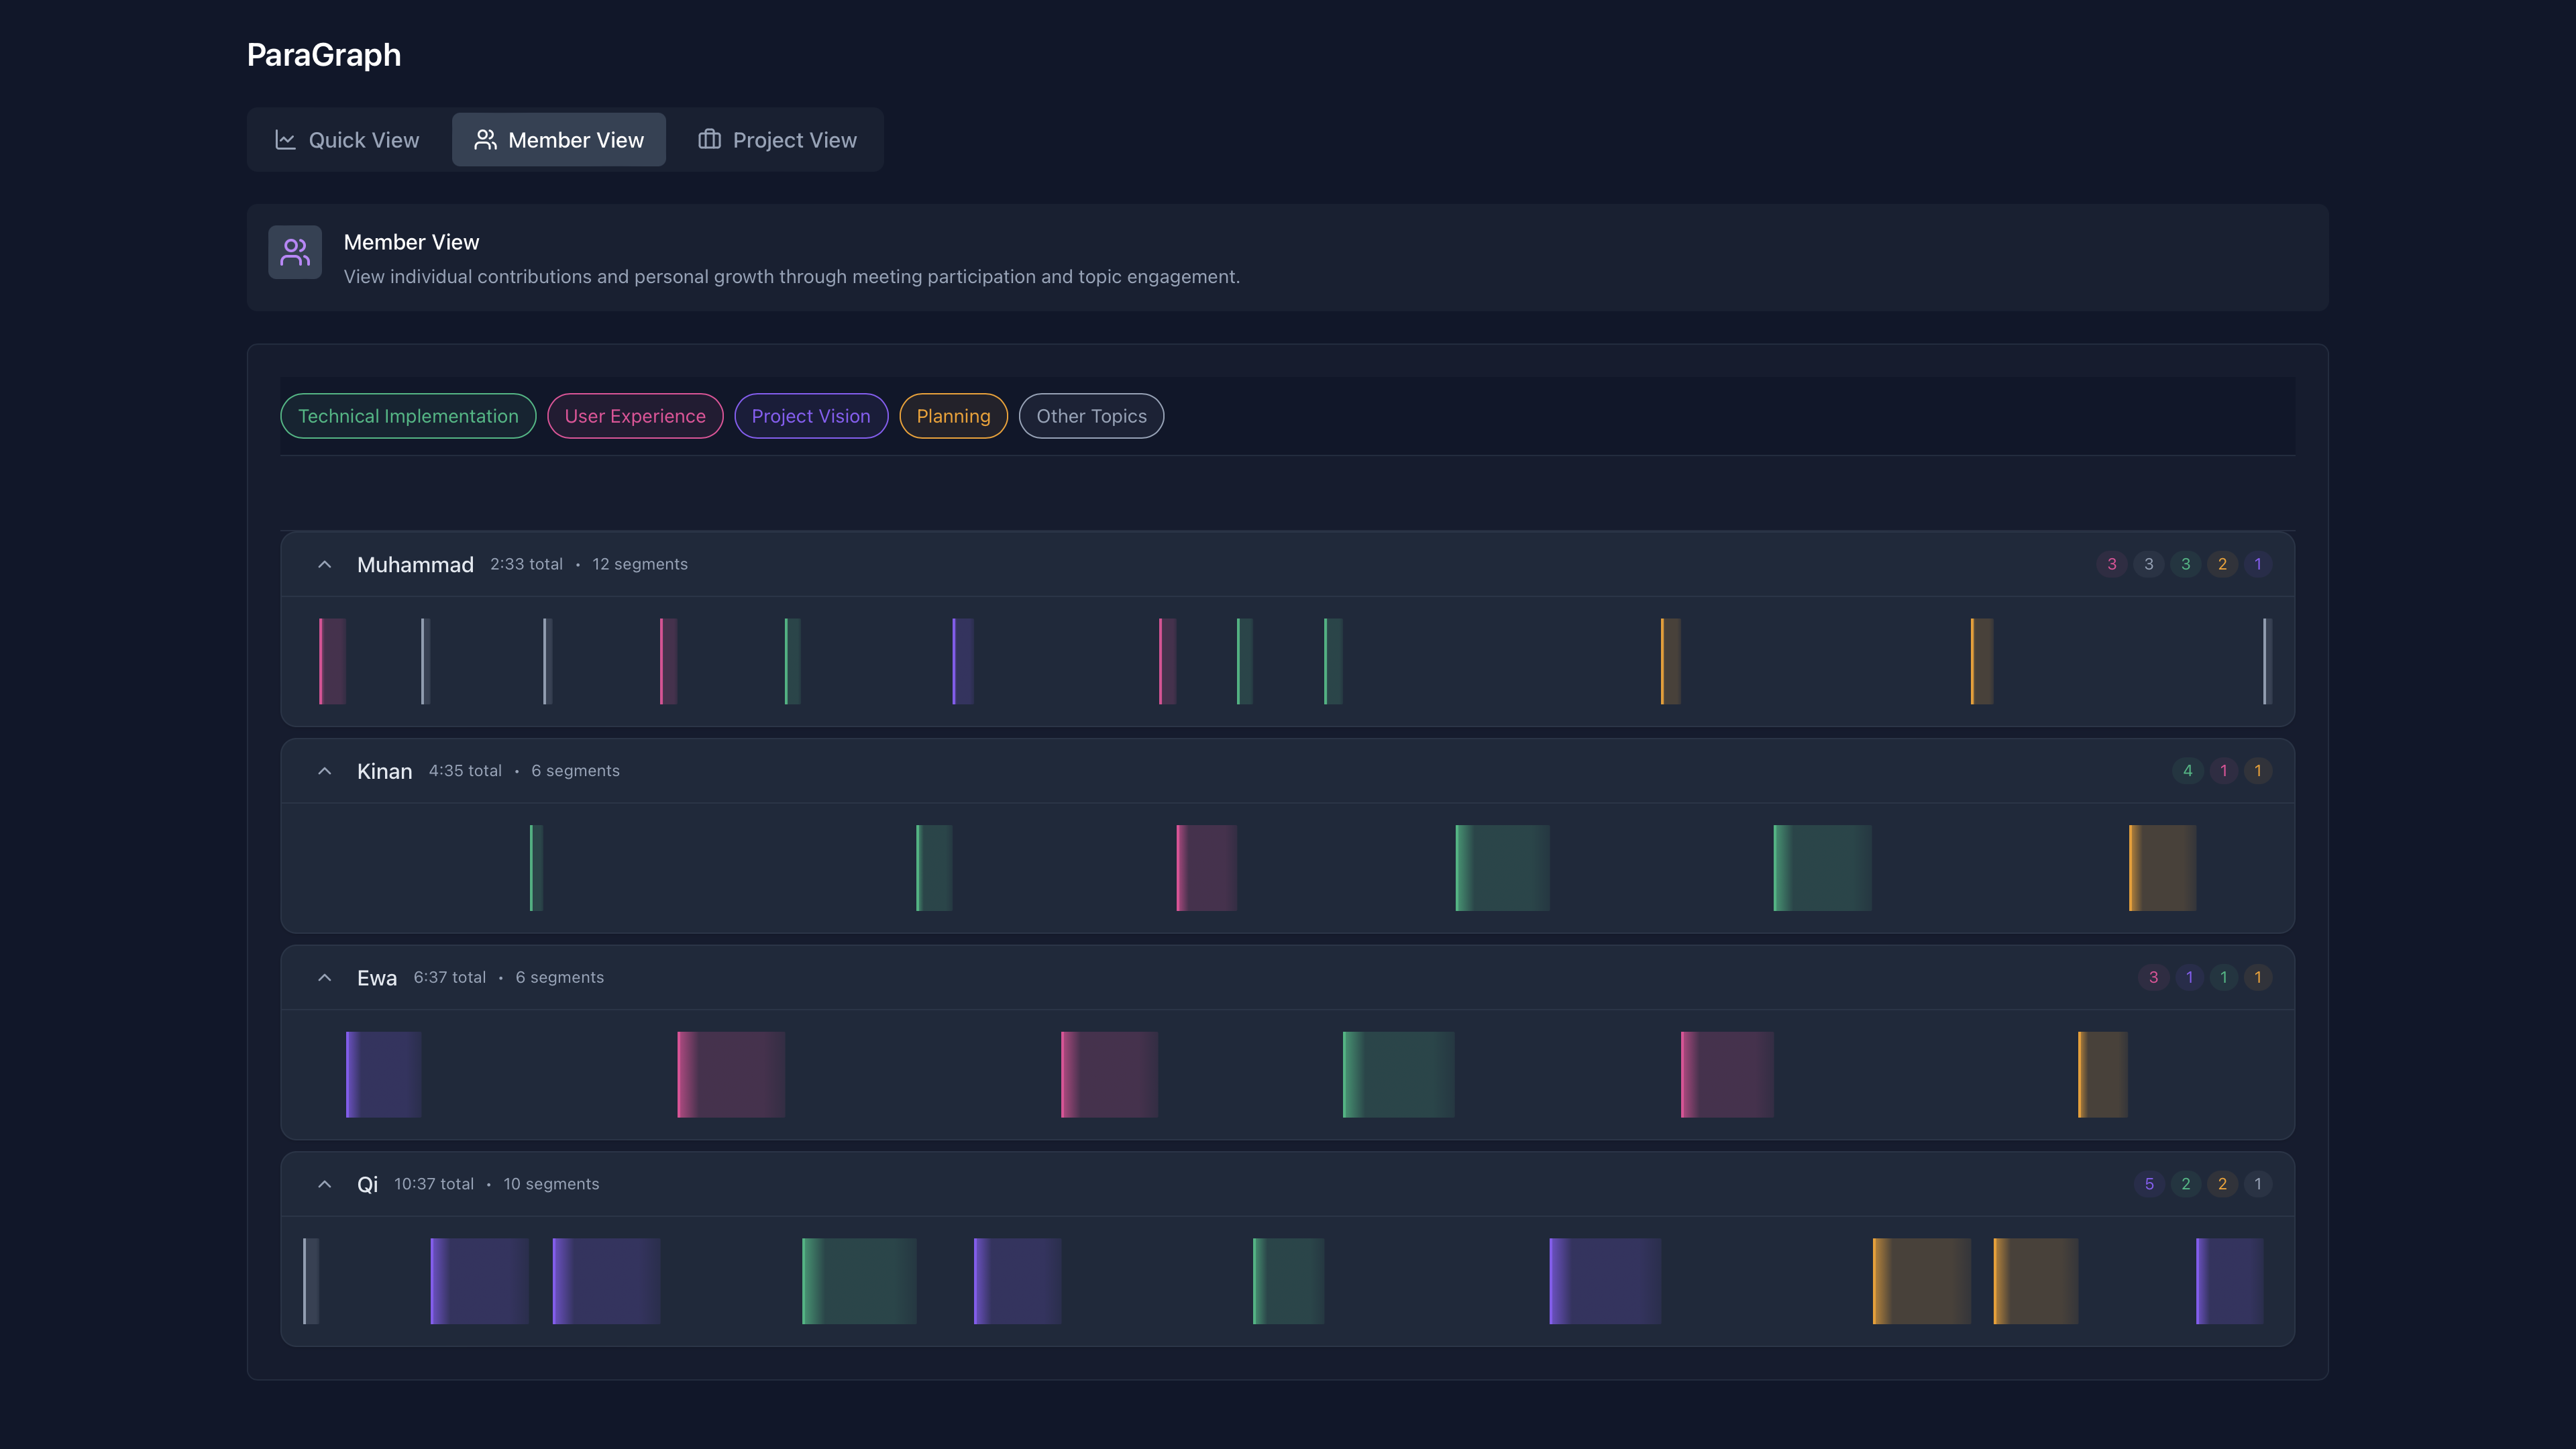 ParaGraph
Quick View Member View Project View
Member View
View individual contributions and personal growth through meeting participation and topic engagement.
Technical Implementation User Experience Project Vision Planning Other Topics
Muhammad 2:33 total • 12 segments 3 3 3 2 1
Kinan 4:35 total • 6 segments 4 1 1
Ewa 6:37 total • 6 segments 3 1 1 1
Qi 10:37 total • 10 segments 5 2 2 1